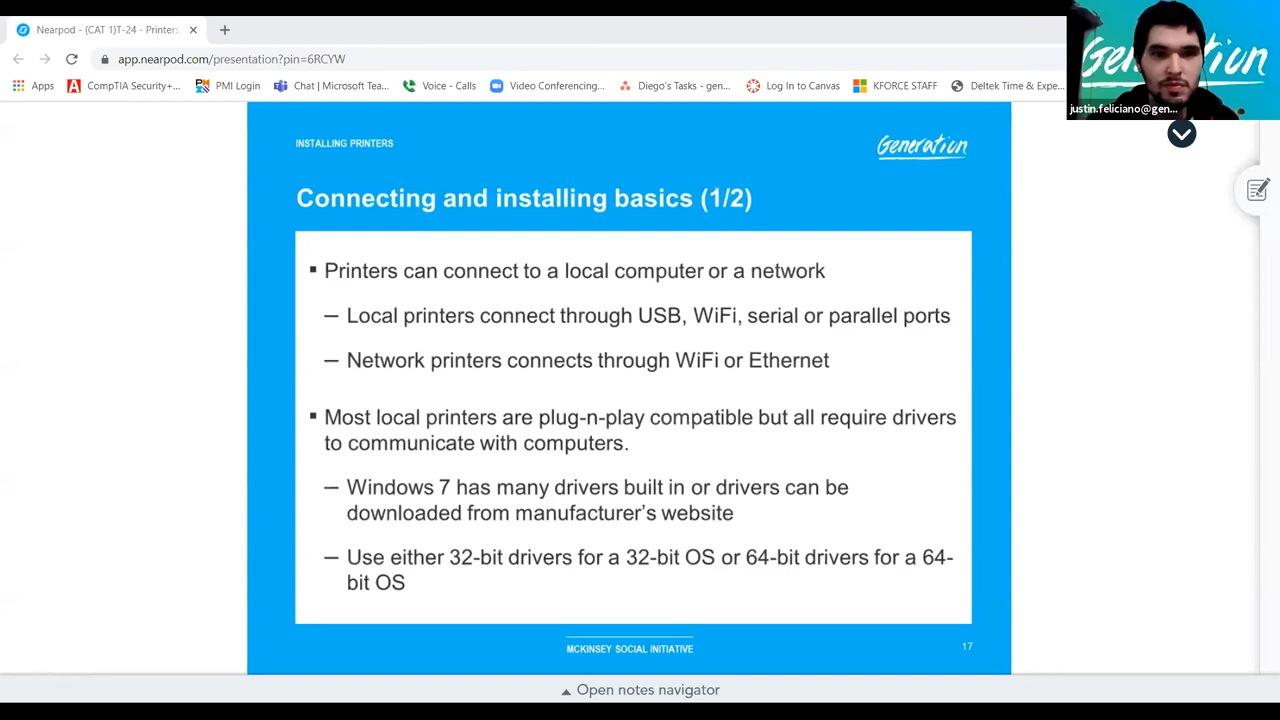 Nearpod - (CAT 1)T-24 - Printers
app.nearpod.com/presentation?pin=6RCYW
Apps
CompTIA Security+...
PMI Login
Chat | Microsoft Tea...
Voice - Calls
Video Conferencing...
Diego's Tasks - gen...
Log In to Canvas
KFORCE STAFF
Deltek Time & Expe...
Generation
justin.feliciano@gen...
INSTALLING PRINTERS
Generation
Connecting and installing basics (1/2)
▪ Printers can connect to a local computer or a network
– Local printers connect through USB, WiFi, serial or parallel ports
– Network printers connects through WiFi or Ethernet
▪ Most local printers are plug-n-play compatible but all require drivers
to communicate with computers.
– Windows 7 has many drivers built in or drivers can be
downloaded from manufacturer's website
– Use either 32-bit drivers for a 32-bit OS or 64-bit drivers for a 64-
bit OS
MCKINSEY SOCIAL INITIATIVE
17
Open notes navigator